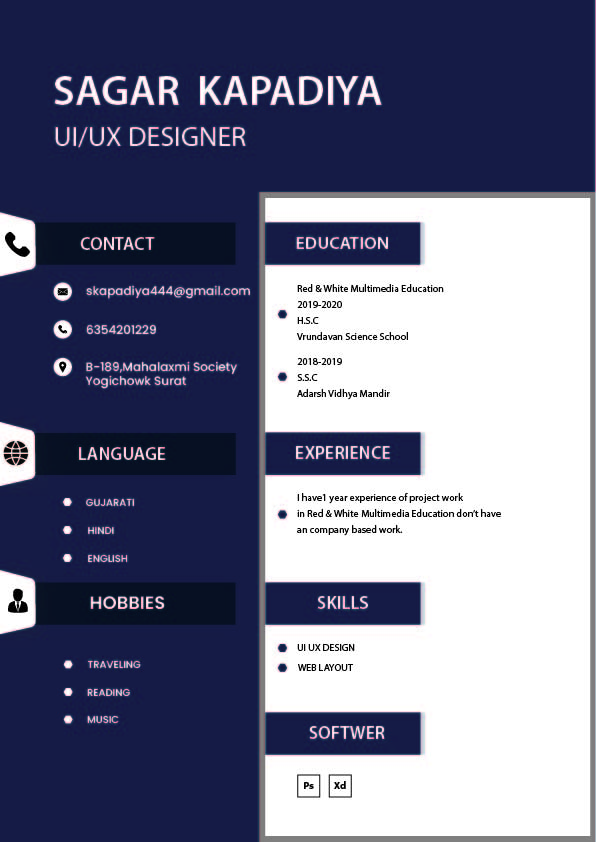 SAGAR KAPADIYA
UI/UX DESIGNER
CONTACT
skapadiya444@gmail.com
6354201229
B-189,Mahalaxmi Society
Yogichowk Surat
LANGUAGE
GUJARATI
HINDI
ENGLISH
HOBBIES
TRAVELING
READING
MUSIC
EDUCATION
Red & White Multimedia Education
2019-2020
H.S.C
Vrundavan Science School
2018-2019
S.S.C
Adarsh Vidhya Mandir
EXPERIENCE
I have1 year experience of project work
in Red & White Multimedia Education don't have
an company based work.
SKILLS
UI UX DESIGN
WEB LAYOUT
SOFTWER
Ps Xd